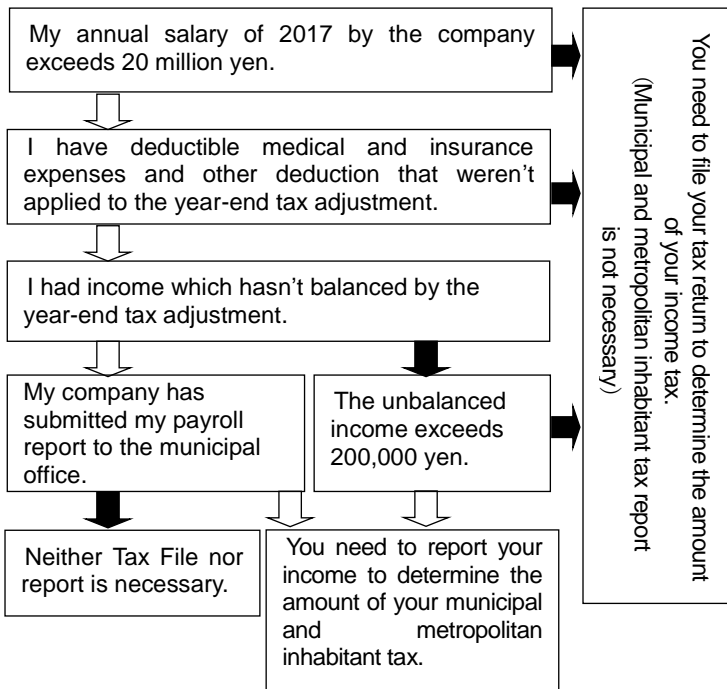 My annual salary of 2017 by the company
exceeds 20 million yen.
I have deductible medical and insurance
expenses and other deduction that weren't
applied to the year-end tax adjustment.
I had income which hasn't balanced by the
year-end tax adjustment.
My company has
submitted my payroll
report to the municipal
office.
The unbalanced
income exceeds
200,000 yen.
Neither Tax File nor
report is necessary.
You need to report your
income to determine the
amount of your municipal
and metropolitan
inhabitant tax.
You need to file your tax return to determine the amount
of your income tax.
(Municipal and metropolitan inhabitant tax report
is not necessary)